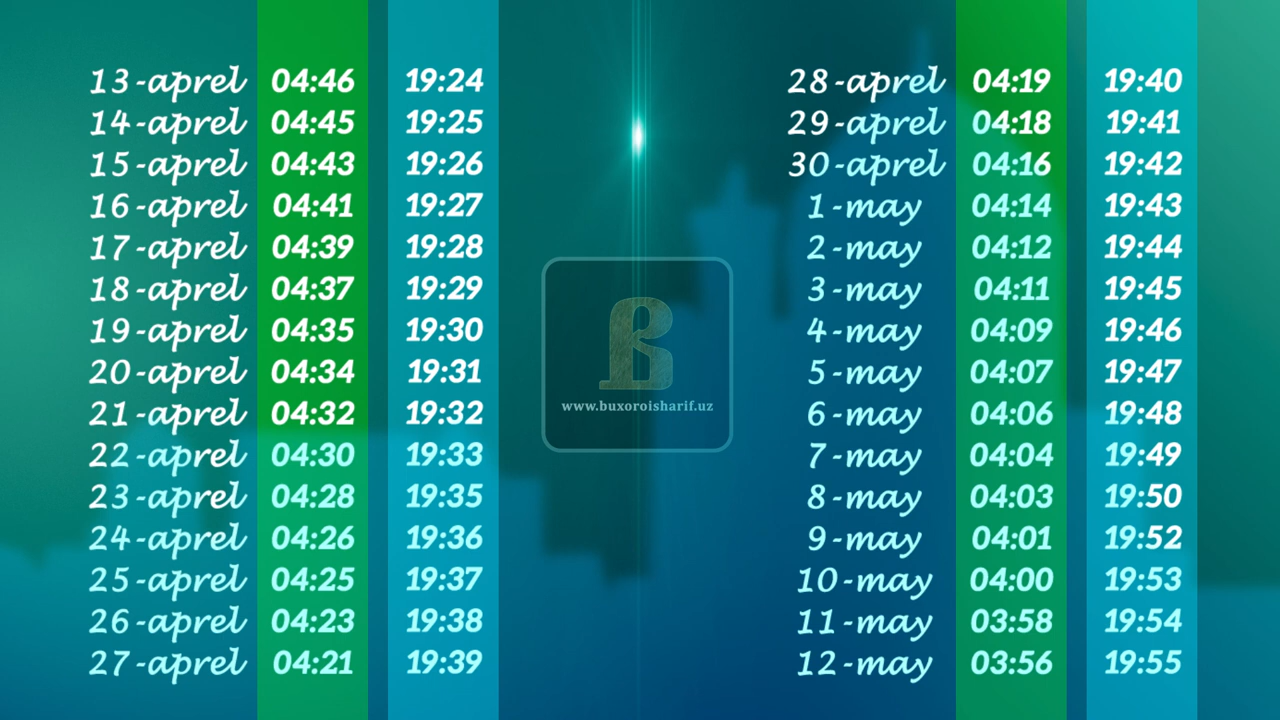 13-aprel 04:46 19:24
14-aprel 04:45 19:25
15-aprel 04:43 19:26
16-aprel 04:41 19:27
17-aprel 04:39 19:28
18-aprel 04:37 19:29
19-aprel 04:35 19:30
20-aprel 04:34 19:31
21-aprel 04:32 19:32
22-aprel 04:30 19:33
23-aprel 04:28 19:35
24-aprel 04:26 19:36
25-aprel 04:25 19:37
26-aprel 04:23 19:38
27-aprel 04:21 19:39
B
www.buxoroisharif.uz
28-aprel 04:19 19:40
29-aprel 04:18 19:41
30-aprel 04:16 19:42
1-may 04:14 19:43
2-may 04:12 19:44
3-may 04:11 19:45
4-may 04:09 19:46
5-may 04:07 19:47
6-may 04:06 19:48
7-may 04:04 19:49
8-may 04:03 19:50
9-may 04:01 19:52
10-may 04:00 19:53
11-may 03:58 19:54
12-may 03:56 19:55